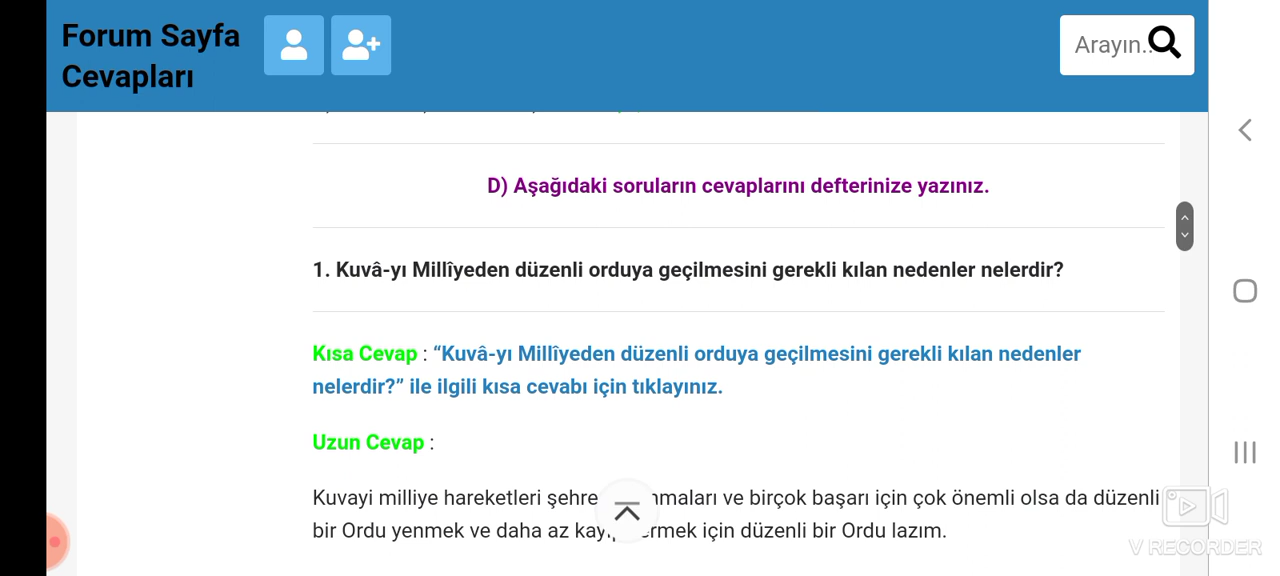 Forum Sayfa
Cevapları
Arayın..
D) Aşağıdaki soruların cevaplarını defterinize yazınız.
1. Kuvâ-yı Millîyeden düzenli orduya geçilmesini gerekli kılan nedenler nelerdir?
Kısa Cevap : “Kuvâ-yı Millîyeden düzenli orduya geçilmesini gerekli kılan nedenler
nelerdir?” ile ilgili kısa cevabı için tıklayınız.
Uzun Cevap :
Kuvayi milliye hareketleri şehre ve birçok başarı için çok önemli olsa da düzenli
bir Ordu yenmek ve daha az için düzenli bir Ordu lazım.
V RECORDER